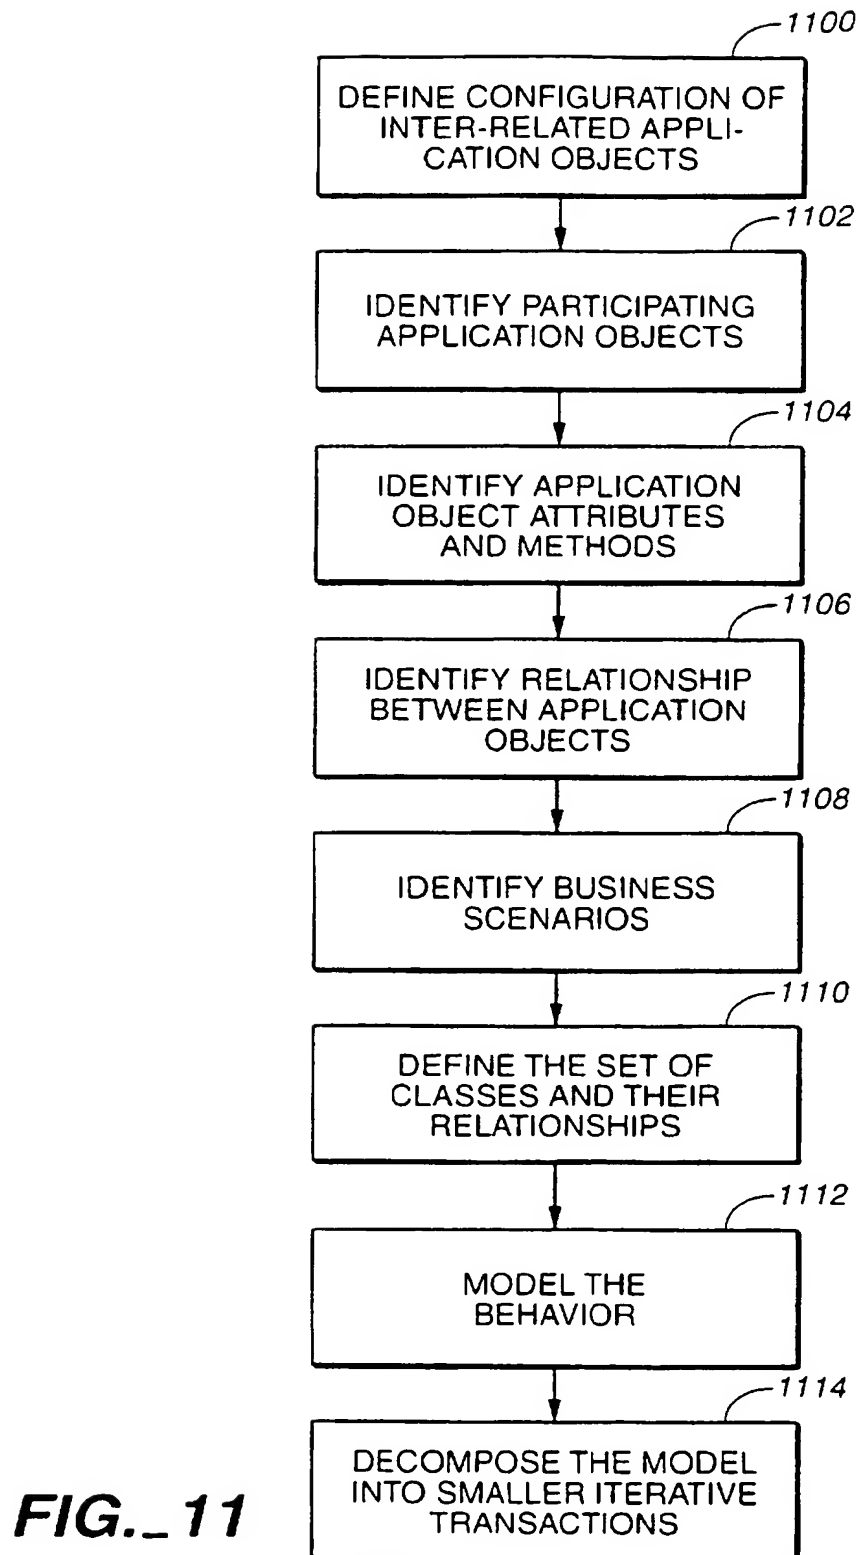 1100
DEFINE CONFIGURATION OF
INTER-RELATED APPLI-
CATION OBJECTS
1102
IDENTIFY PARTICIPATING
APPLICATION OBJECTS
1104
IDENTIFY APPLICATION
OBJECT ATTRIBUTES
AND METHODS
1106
IDENTIFY RELATIONSHIP
BETWEEN APPLICATION
OBJECTS
1108
IDENTIFY BUSINESS
SCENARIOS
1110
DEFINE THE SET OF
CLASSES AND THEIR
RELATIONSHIPS
1112
MODEL THE
BEHAVIOR
1114
DECOMPOSE THE MODEL
INTO SMALLER ITERATIVE
TRANSACTIONS
FIG._11